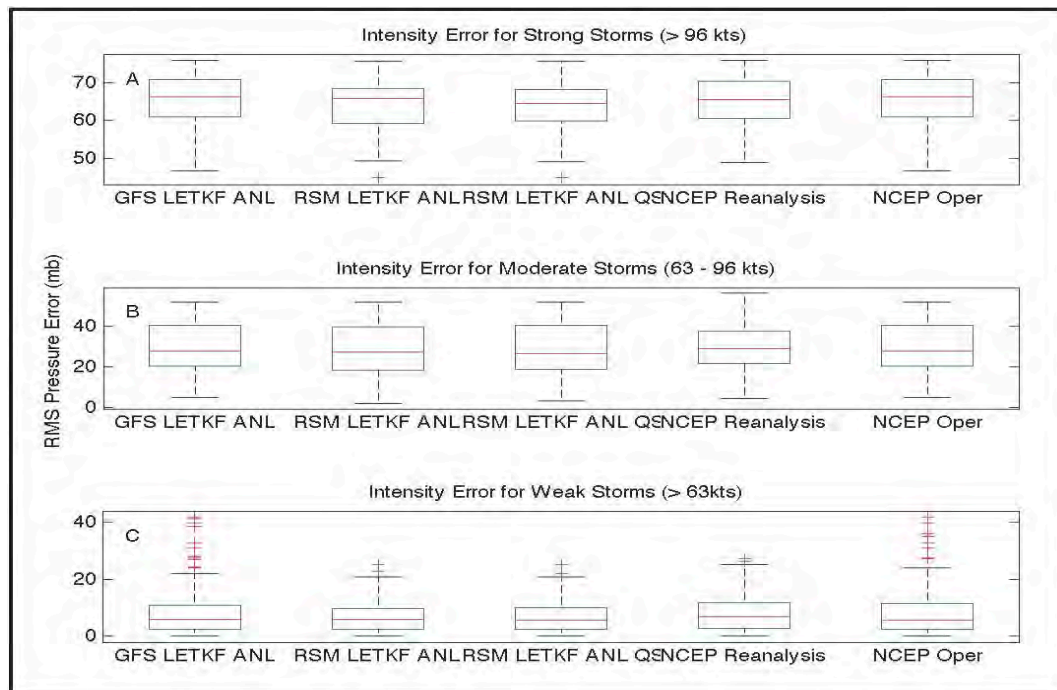 Intensity Error for Strong Storms (> 96 kts)
A
70
60
50
GFS LETKF ANL RSM LETKF ANL RSM LETKF ANL QS NCEP Reanalysis NCEP Oper
Intensity Error for Moderate Storms (63 - 96 kts)
B
40
20
0
GFS LETKF ANL RSM LETKF ANL RSM LETKF ANL QS NCEP Reanalysis NCEP Oper
RMS Pressure Error (mb)
Intensity Error for Weak Storms (> 63kts)
C
40
20
0
GFS LETKF ANL RSM LETKF ANL RSM LETKF ANL QS NCEP Reanalysis NCEP Oper